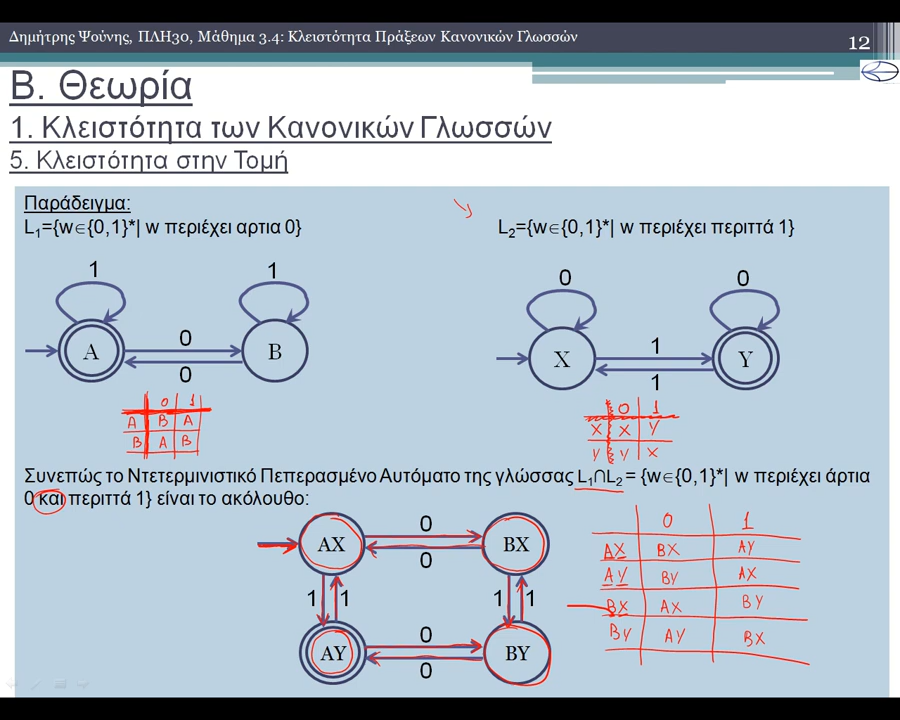 Δημήτρης Ψούνης, ΠΛΗ30, Μάθημα 3.4: Κλειστότητα Πράξεων Κανονικών Γλωσσών
12
Β. Θεωρία
1. Κλειστότητα των Κανονικών Γλωσσών
5. Κλειστότητα στην Τομή
Παράδειγμα:
L₁={w∈{0,1}*| w περιέχει αρτια 0}
L₂={w∈{0,1}*| w περιέχει περιττά 1}
1 1
0
A B
0
0 0
1
X Y
1
0 1
A B A
B A B
0 1
X X Y
Y Y X
Συνεπώς το Ντετερμινιστικό Πεπερασμένο Αυτόματο της γλώσσας L₁∩L₂ = {w∈{0,1}*| w περιέχει άρτια
0 και περιττά 1} είναι το ακόλουθο:
0
AX BX
0
1 1 1 1
0
AY BY
0
0 1
AX BX AY
AY BY AX
BX AX BY
BY AY BX